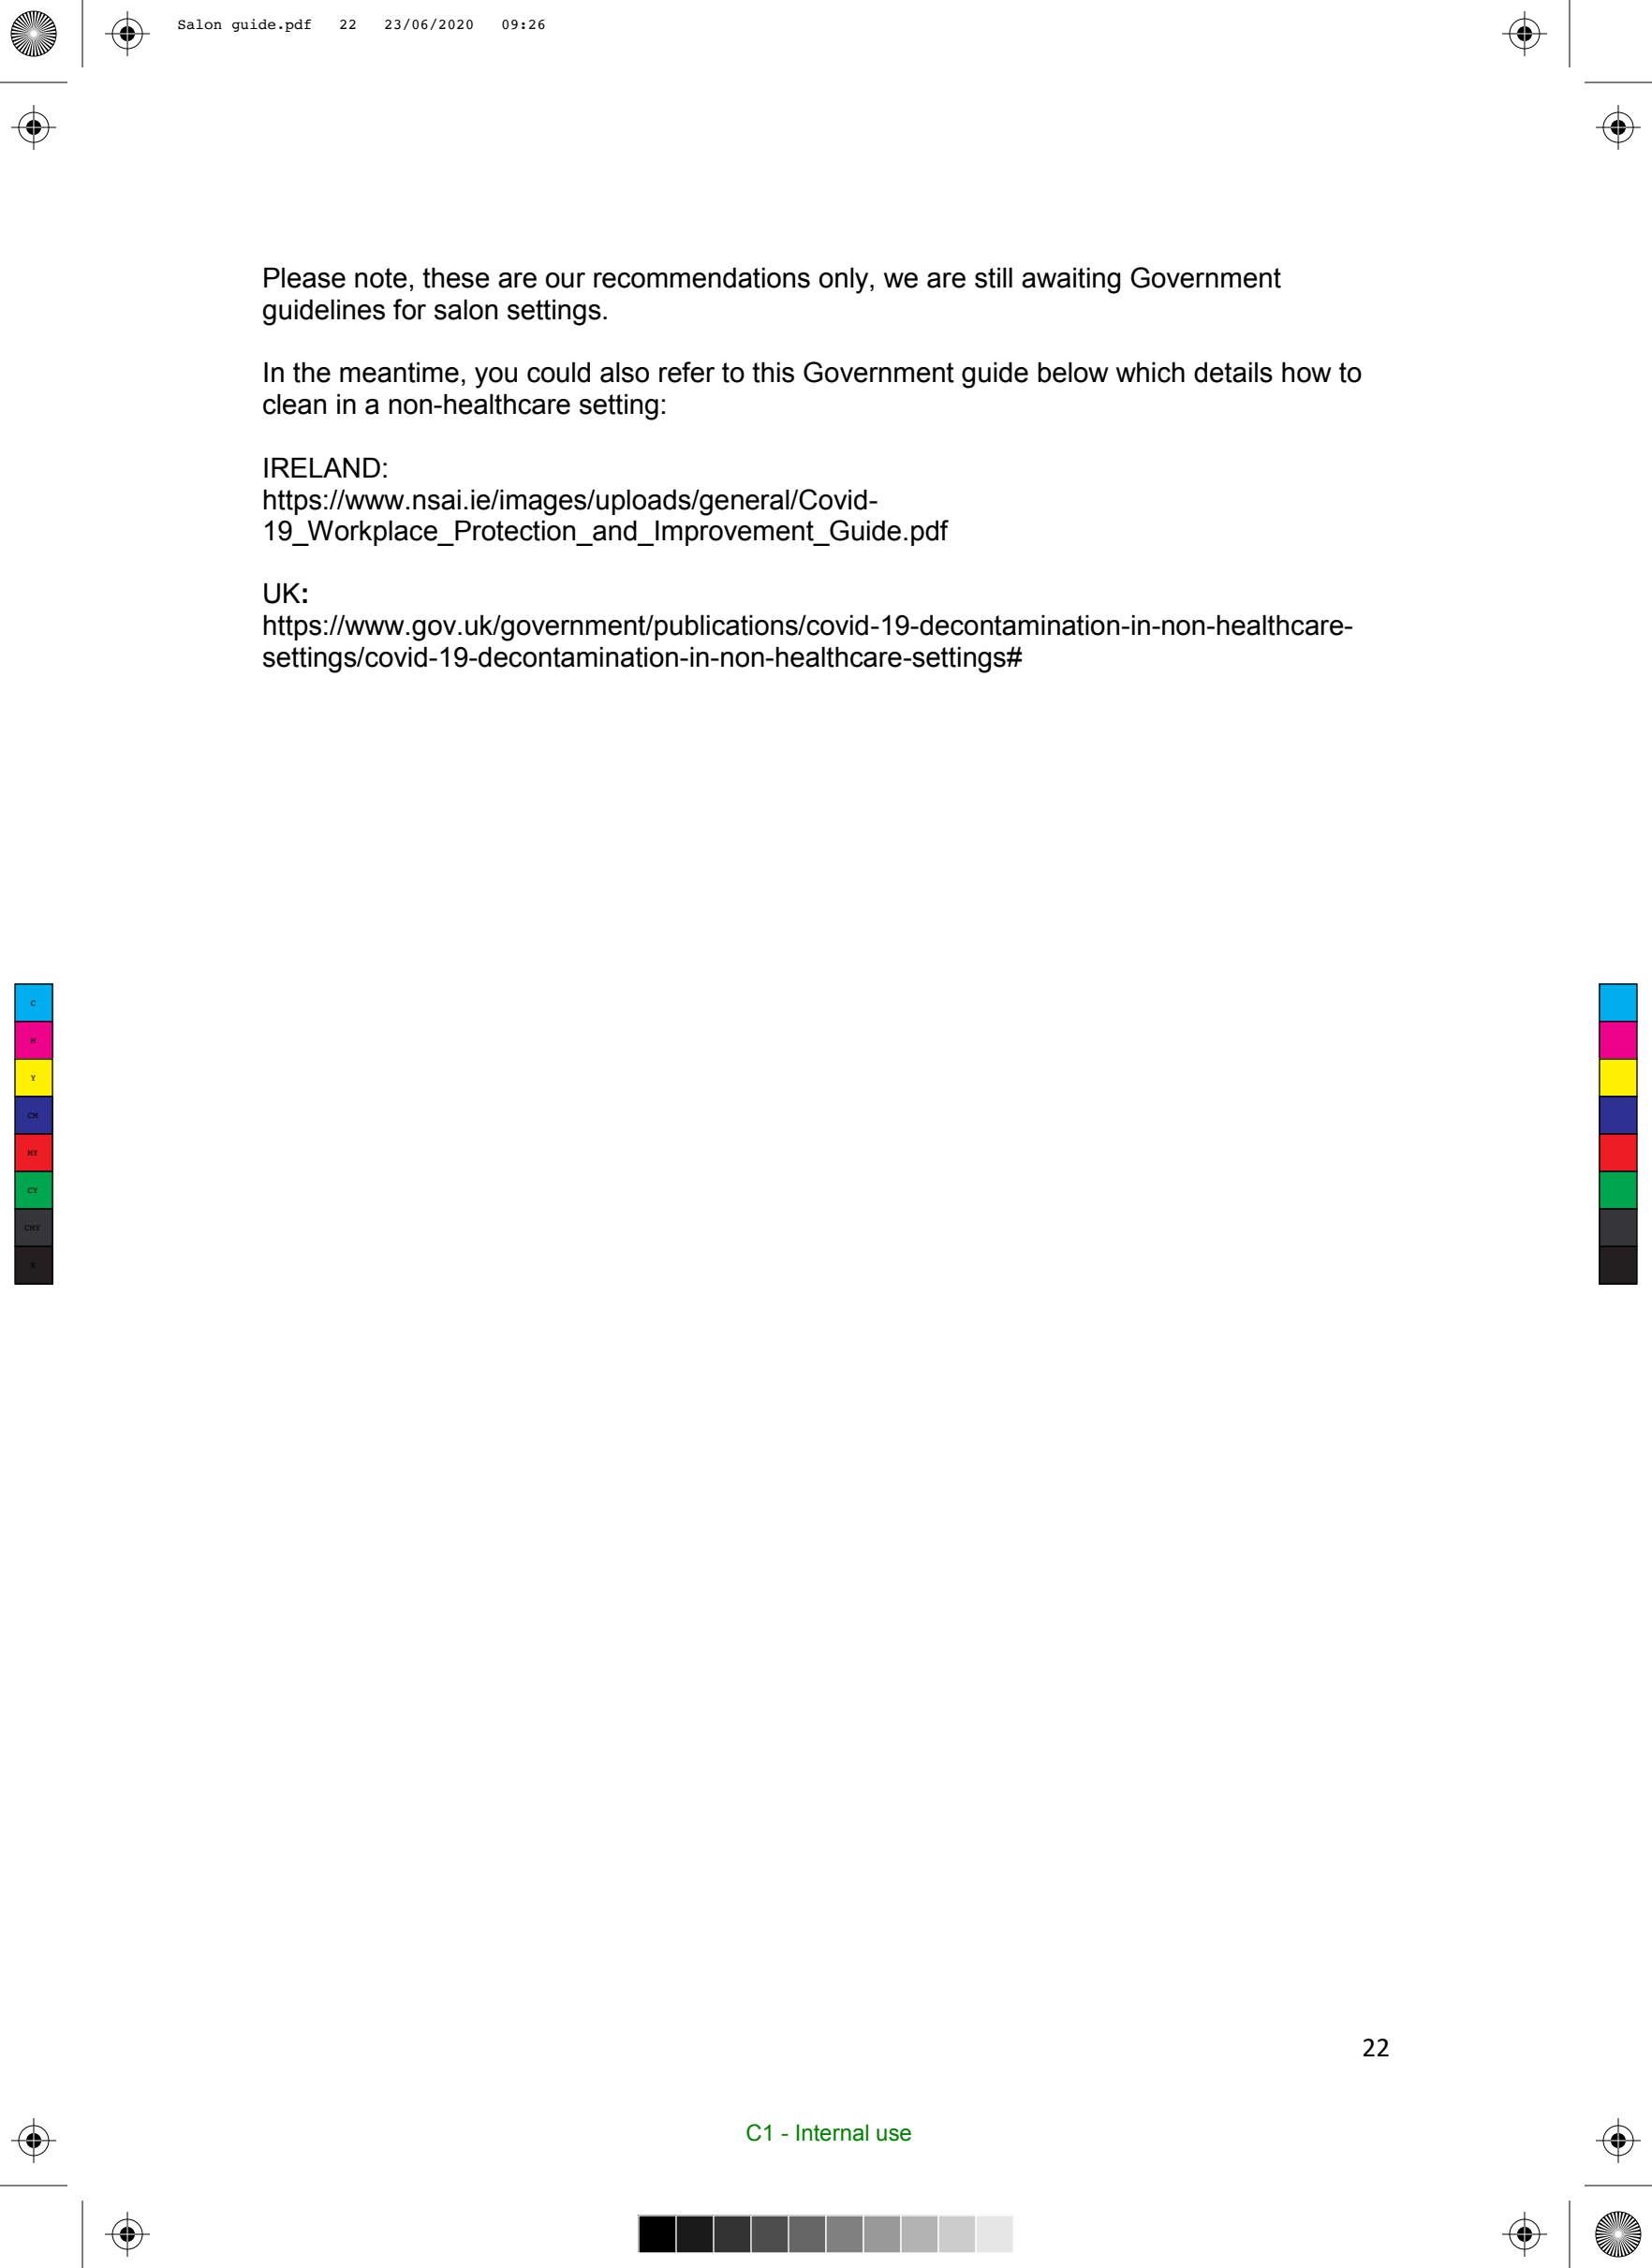 Salon guide.pdf 22 23/06/2020 09:26
Please note, these are our recommendations only, we are still awaiting Government
guidelines for salon settings.
In the meantime, you could also refer to this Government guide below which details how to
clean in a non-healthcare setting:
IRELAND:
https://www.nsai.ie/images/uploads/general/Covid-
19_Workplace_Protection_and_Improvement_Guide.pdf
UK:
https://www.gov.uk/government/publications/covid-19-decontamination-in-non-healthcare-
settings/covid-19-decontamination-in-non-healthcare-settings#
C
M
Y
CM
MY
CY
CMY
K
22
C1 - Internal use